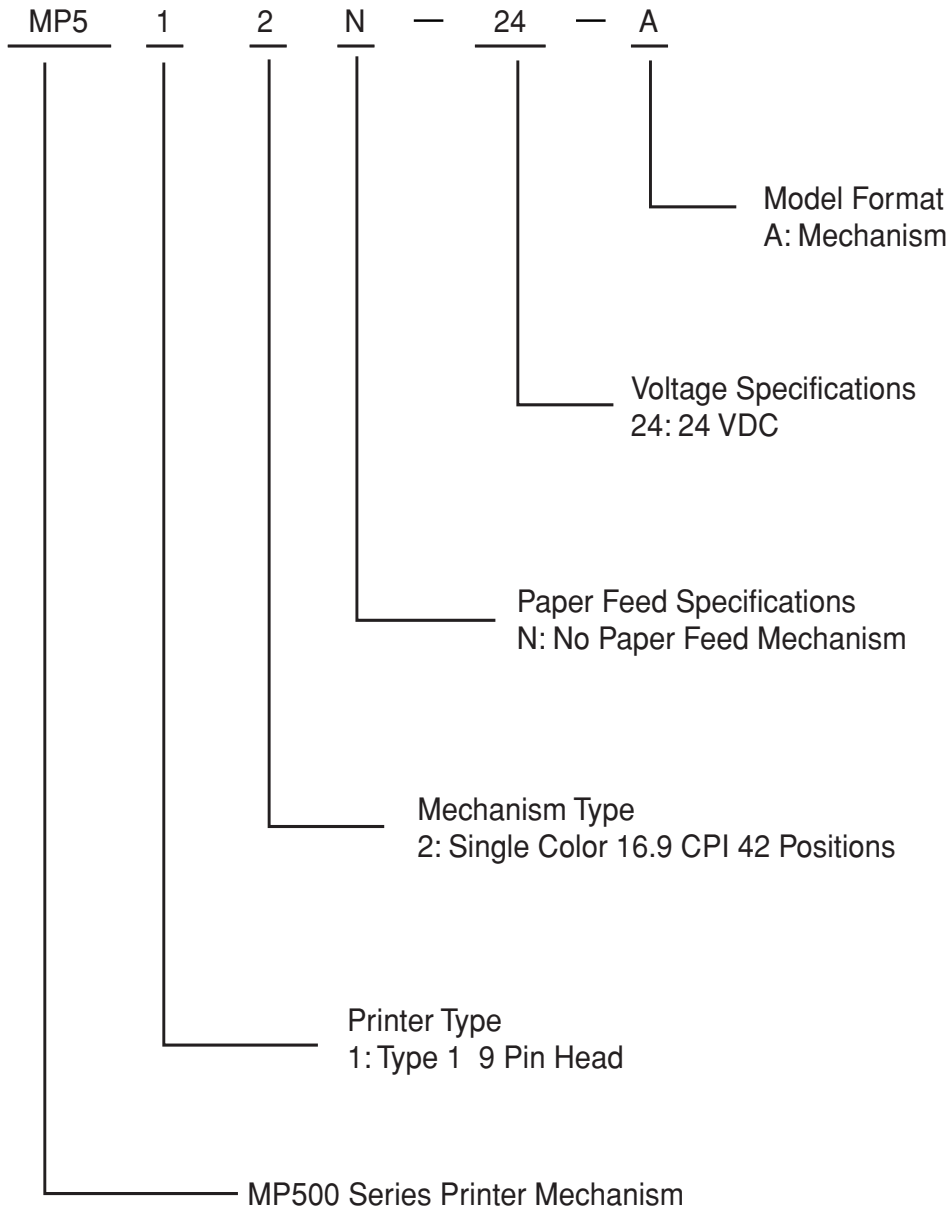 MP5 1 2 N — 24 — A
Model Format
A: Mechanism
Voltage Specifications
24: 24 VDC
Paper Feed Specifications
N: No Paper Feed Mechanism
Mechanism Type
2: Single Color 16.9 CPI 42 Positions
Printer Type
1: Type 1 9 Pin Head
MP500 Series Printer Mechanism